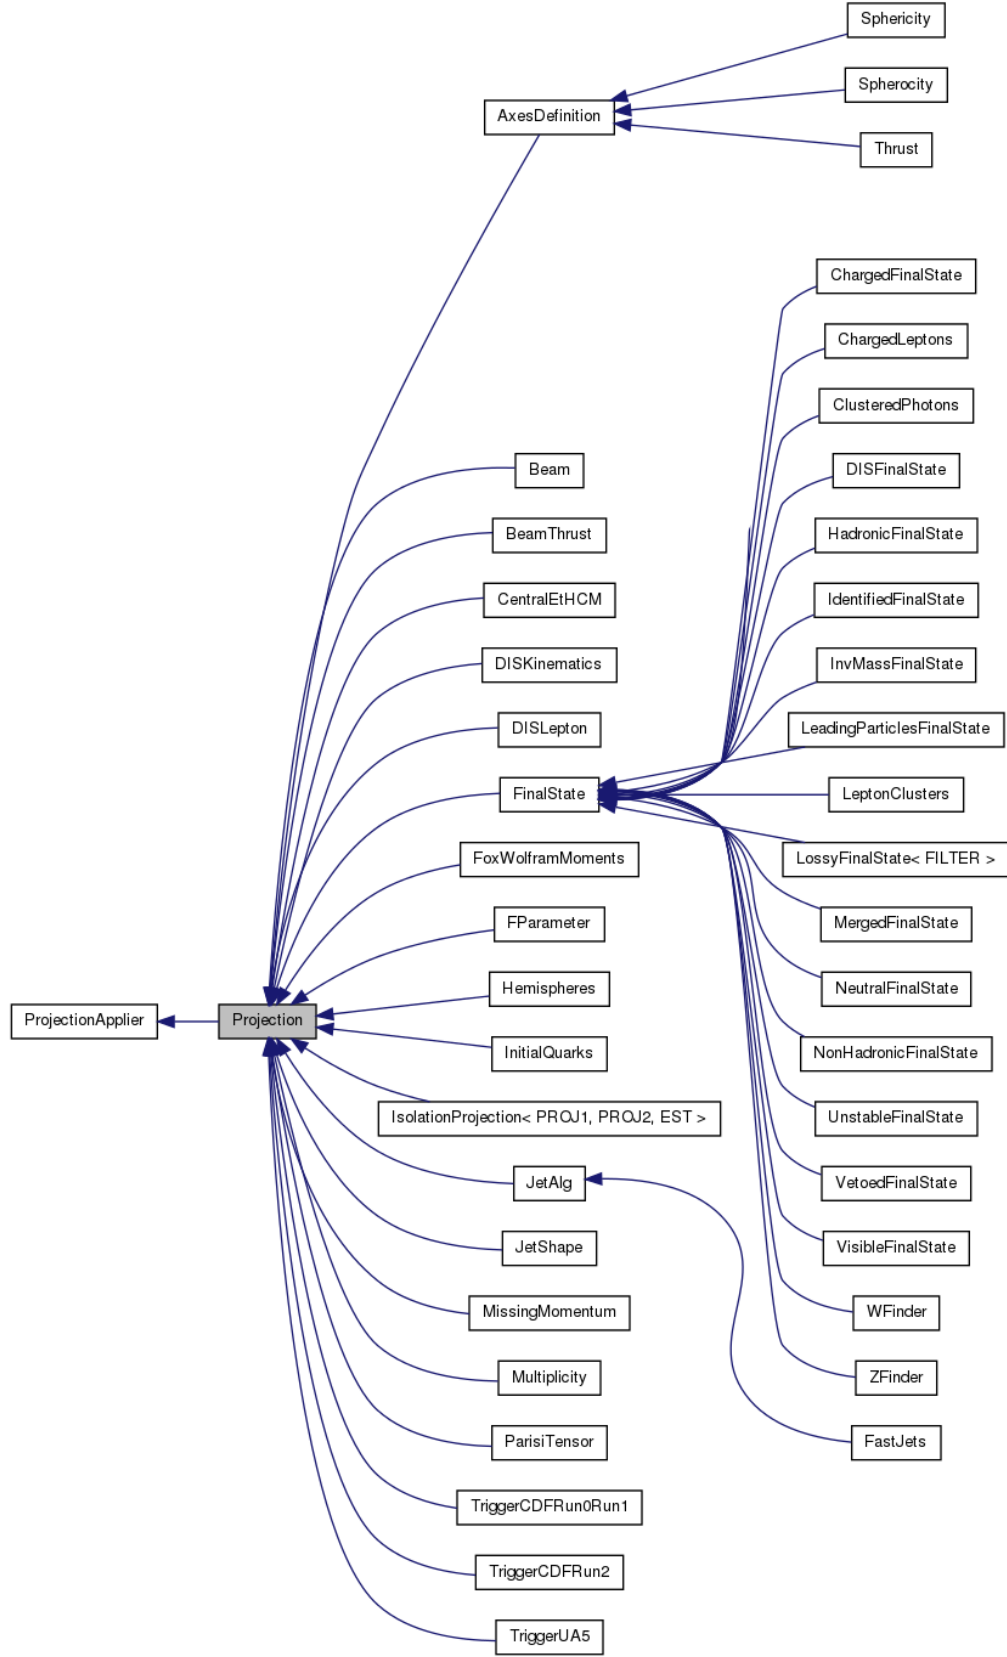 Sphericity
Spherocity
AxesDefinition
Thrust
ChargedFinalState
ChargedLeptons
ClusteredPhotons
Beam
DISFinalState
BeamThrust
HadronicFinalState
CentralEtHCM
IdentifiedFinalState
DISKinematics
InvMassFinalState
DISLepton
LeadingParticlesFinalState
FinalState
LeptonClusters
FoxWolframMoments
LossyFinalState< FILTER >
FParameter
MergedFinalState
Hemispheres
NeutralFinalState
ProjectionApplier
Projection
InitialQuarks
NonHadronicFinalState
IsolationProjection< PROJ1, PROJ2, EST >
UnstableFinalState
JetAlg
VetoedFinalState
JetShape
VisibleFinalState
MissingMomentum
WFinder
Multiplicity
ZFinder
ParisiTensor
FastJets
TriggerCDFRun0Run1
TriggerCDFRun2
TriggerUA5